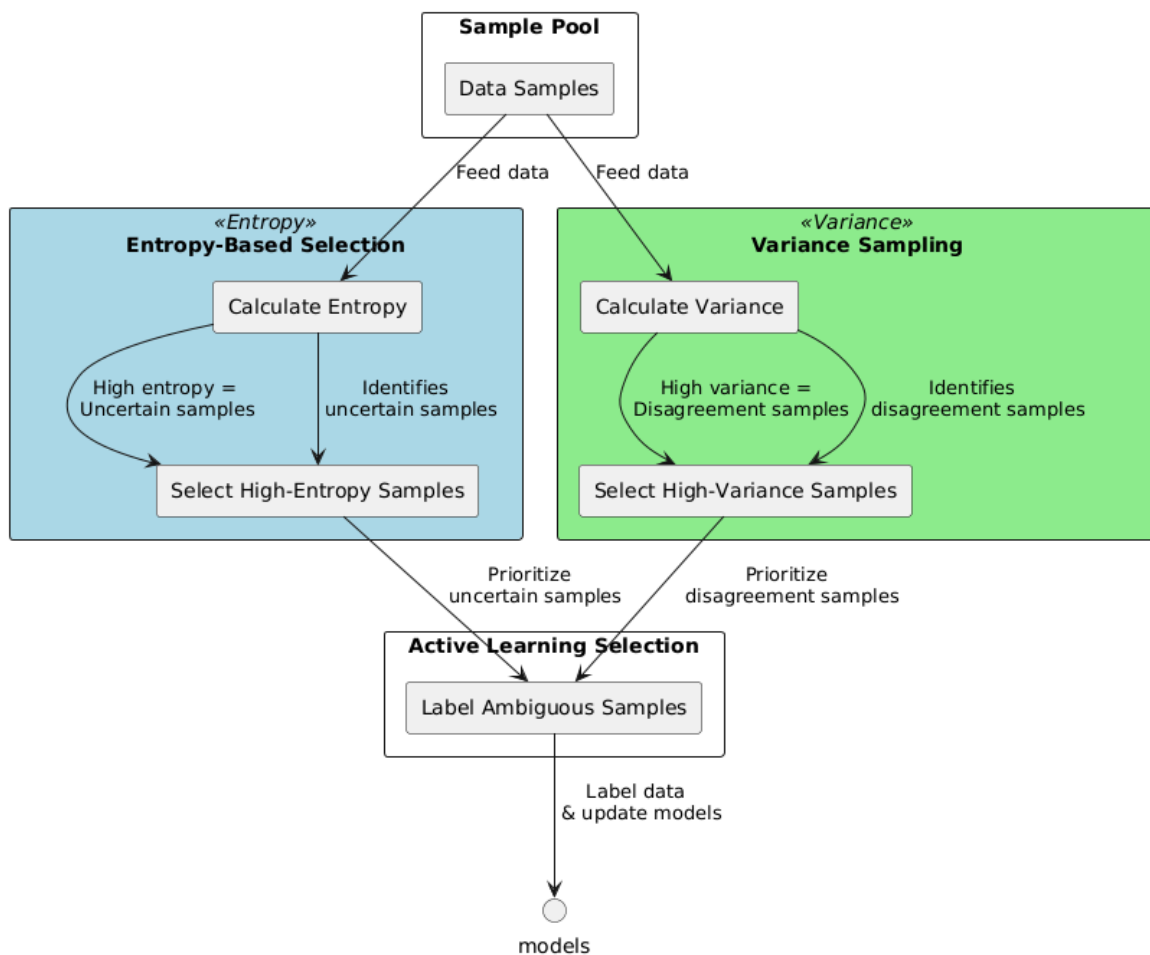 Sample Pool
Data Samples
Feed data
Feed data
«Entropy»
Entropy-Based Selection
«Variance»
Variance Sampling
Calculate Entropy
Calculate Variance
High entropy =
Uncertain samples
Identifies
uncertain samples
High variance =
Disagreement samples
Identifies
disagreement samples
Select High-Entropy Samples
Select High-Variance Samples
Prioritize
uncertain samples
Prioritize
disagreement samples
Active Learning Selection
Label Ambiguous Samples
Label data
& update models
models